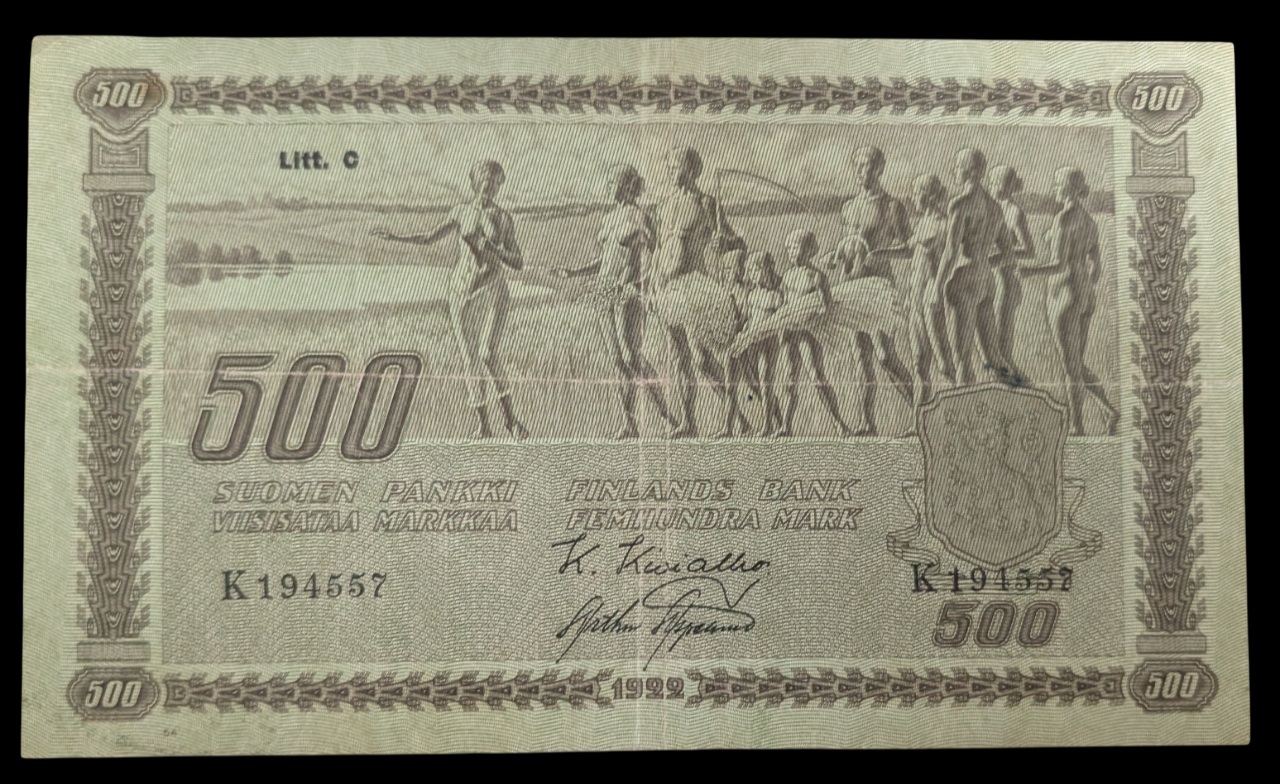 500 500
Litt. C
500
SUOMEN PANKKI FINLANDS BANK
VIISISATAA MARKKAA FEMHUNDRA MARK
K. Kivialho
K194557 K194557
Arthur
500
500 1922 500